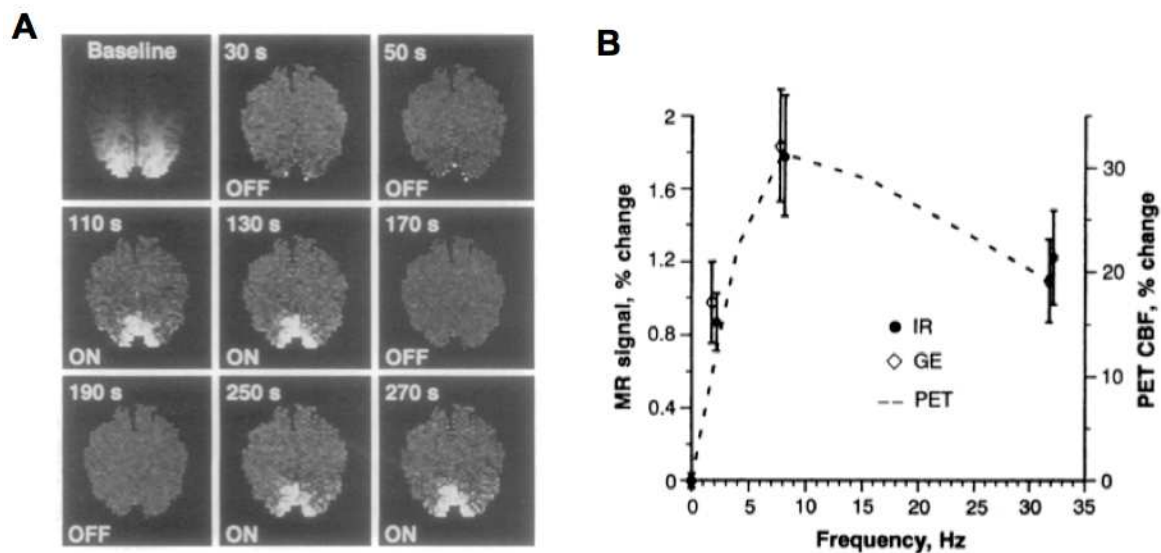 A
Baseline
30 s
50 s
OFF
OFF
110 s
130 s
170 s
ON
ON
OFF
190 s
250 s
270 s
OFF
ON
ON
B
MR signal, % change
2
1.6
1.2
0.8
0.4
0
IR
GE
PET
30
20
10
0
PET CBF, % change
0 5 10 15 20 25 30 35
Frequency, Hz